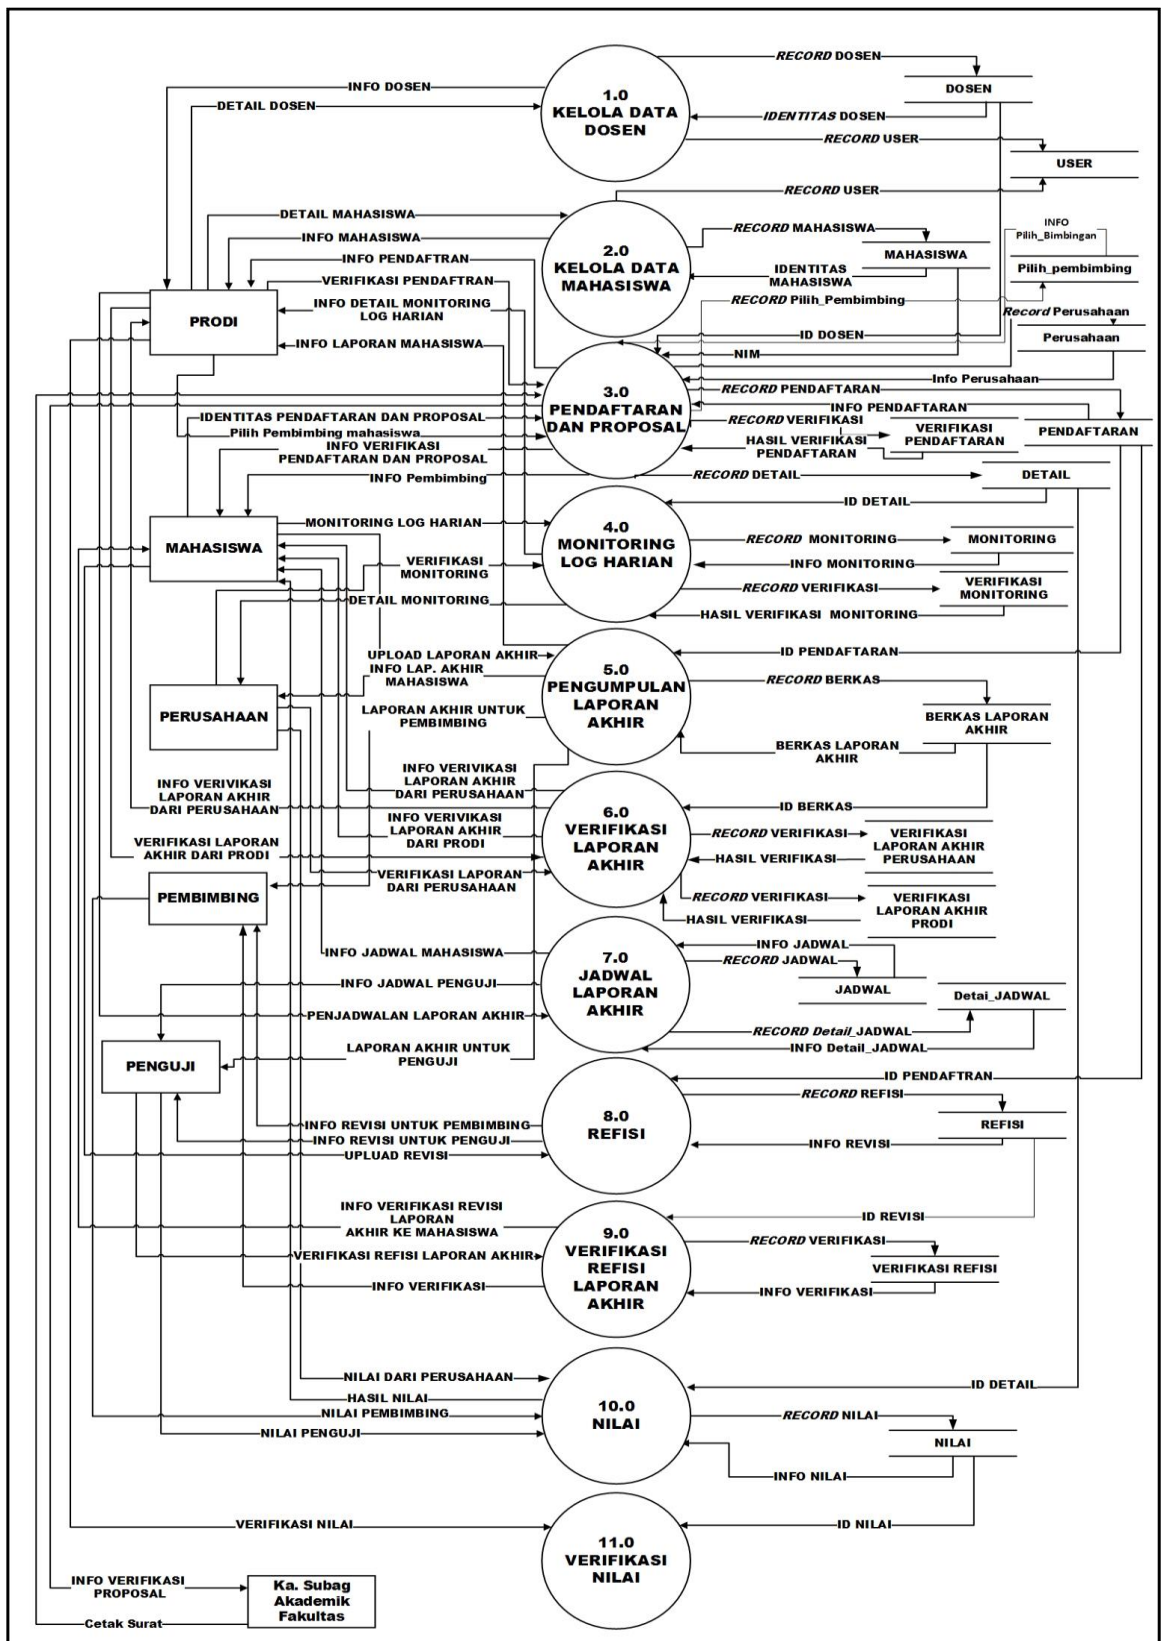 RECORD DOSEN
INFO DOSEN
DETAIL DOSEN
1.0
KELOLA DATA
DOSEN
DOSEN
IDENTITAS DOSEN
RECORD USER
USER
RECORD USER
DETAIL MAHASISWA
INFO MAHASISWA
INFO PENDAFTRAN
VERIFIKASI PENDAFTRAN
INFO DETAIL MONITORING
LOG HARIAN
INFO LAPORAN MAHASISWA
PRODI
2.0
KELOLA DATA
MAHASISWA
RECORD MAHASISWA
MAHASISWA
IDENTITAS
MAHASISWA
RECORD Pilih_Pembimbing
INFO
Pilih_Bimbingan
Pilih_pembimbing
Record Perusahaan
Perusahaan
ID DOSEN
NIM
Info Perusahaan
3.0
PENDAFTARAN
DAN PROPOSAL
RECORD PENDAFTARAN
INFO PENDAFTARAN
RECORD VERIFIKASI
VERIFIKASI
PENDAFTARAN
HASIL VERIFIKASI
PENDAFTARAN
PENDAFTARAN
IDENTITAS PENDAFTARAN DAN PROPOSAL
Pilih Pembimbing mahasiswa
INFO VERIFIKASI
PENDAFTARAN DAN PROPOSAL
INFO Pembimbing
RECORD DETAIL
DETAIL
ID DETAIL
MAHASISWA
MONITORING LOG HARIAN
VERIFIKASI
MONITORING
DETAIL MONITORING
4.0
MONITORING
LOG HARIAN
RECORD MONITORING
MONITORING
INFO MONITORING
RECORD VERIFIKASI
VERIFIKASI
MONITORING
HASIL VERIFIKASI MONITORING
UPLOAD LAPORAN AKHIR
INFO LAP. AKHIR
MAHASISWA
LAPORAN AKHIR UNTUK
PEMBIMBING
PERUSAHAAN
5.0
PENGUMPULAN
LAPORAN
AKHIR
ID PENDAFTARAN
RECORD BERKAS
BERKAS LAPORAN
AKHIR
BERKAS LAPORAN
AKHIR
INFO VERIVIKASI
LAPORAN AKHIR
DARI PERUSAHAAN
INFO VERIVIKASI
LAPORAN AKHIR
DARI PERUSAHAAN
INFO VERIVIKASI
LAPORAN AKHIR
DARI PRODI
VERIFIKASI LAPORAN
AKHIR DARI PRODI
VERIFIKASI LAPORAN
DARI PERUSAHAAN
PEMBIMBING
6.0
VERIFIKASI
LAPORAN
AKHIR
ID BERKAS
RECORD VERIFIKASI
VERIFIKASI
LAPORAN AKHIR
PERUSAHAAN
HASIL VERIFIKASI
RECORD VERIFIKASI
VERIFIKASI
LAPORAN AKHIR
PRODI
HASIL VERIFIKASI
INFO JADWAL MAHASISWA
INFO JADWAL PENGUJI
PENJADWALAN LAPORAN AKHIR
LAPORAN AKHIR UNTUK
PENGUJI
PENGUJI
7.0
JADWAL
LAPORAN
AKHIR
INFO JADWAL
RECORD JADWAL
JADWAL
Detai_JADWAL
RECORD Detail_JADWAL
INFO Detail_JADWAL
ID PENDAFTRAN
8.0
REFISI
RECORD REFISI
REFISI
INFO REVISI
INFO REVISI UNTUK PEMBIMBING
INFO REVISI UNTUK PENGUJI
UPLUAD REVISI
INFO VERIFIKASI REVISI
LAPORAN
AKHIR KE MAHASISWA
VERIFIKASI REFISI LAPORAN AKHIR
INFO VERIFIKASI
9.0
VERIFIKASI
REFISI
LAPORAN
AKHIR
ID REVISI
RECORD VERIFIKASI
VERIFIKASI REFISI
INFO VERIFIKASI
NILAI DARI PERUSAHAAN
HASIL NILAI
NILAI PEMBIMBING
NILAI PENGUJI
10.0
NILAI
ID DETAIL
RECORD NILAI
NILAI
INFO NILAI
VERIFIKASI NILAI
11.0
VERIFIKASI
NILAI
ID NILAI
INFO VERIFIKASI
PROPOSAL
Ka. Subag
Akademik
Fakultas
Cetak Surat